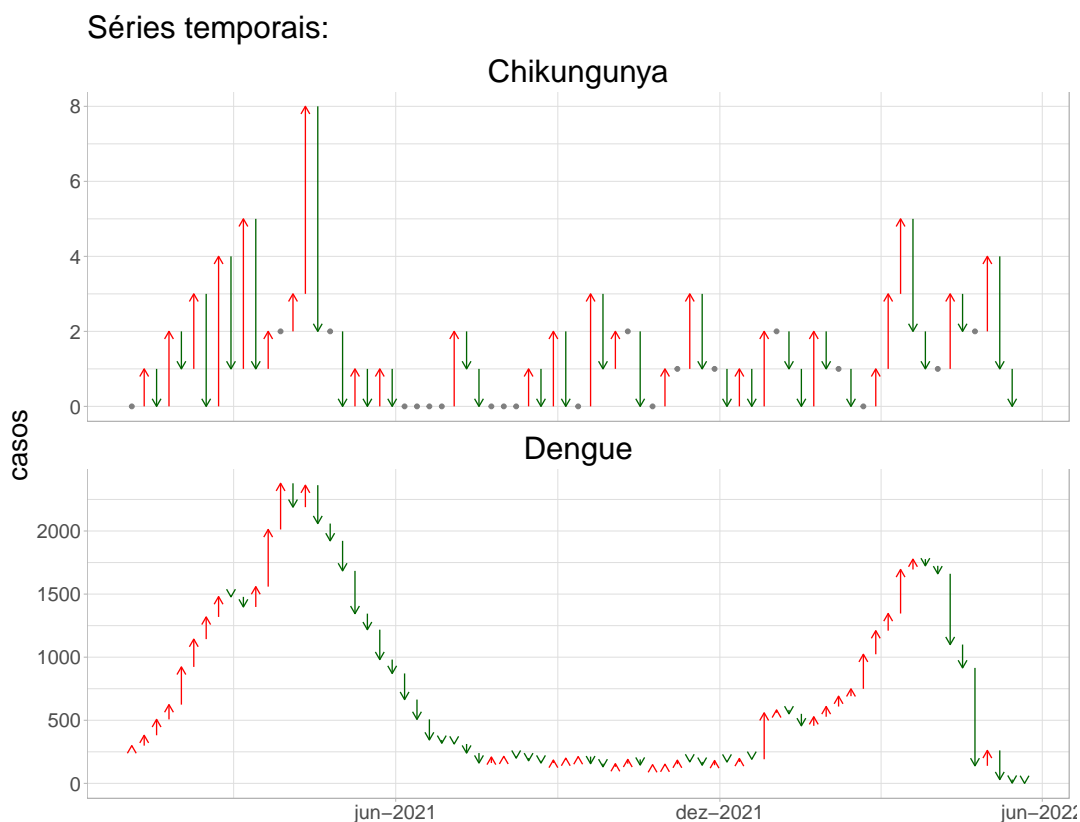 Séries temporais:
Chikungunya
8
6
4
2
0
casos
Dengue
2000
1500
1000
500
0
jun−2021
dez−2021
jun−2022